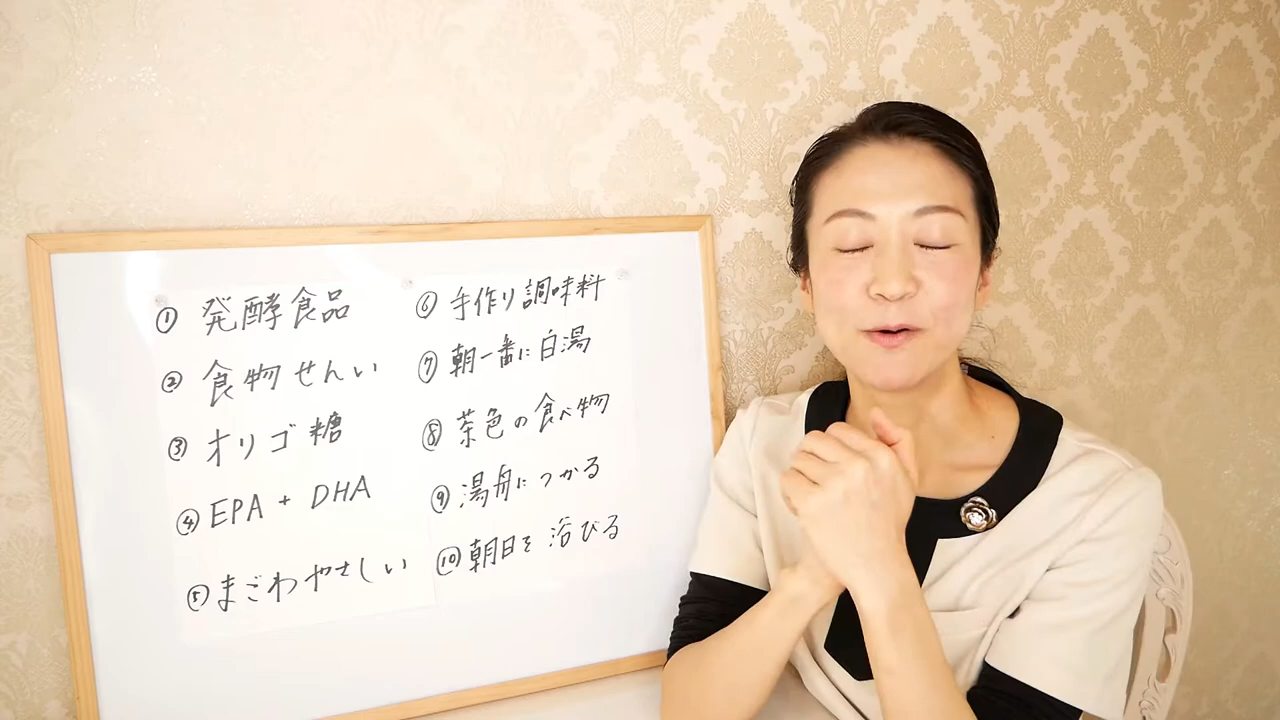 ① 発酵食品
② 食物せんい
③ オリゴ糖
④ EPA + DHA
⑤ まごわやさしい
⑥ 手作り調味料
⑦ 朝一番に白湯
⑧ 茶色の食べ物
⑨ 湯舟につかる
⑩ 朝日を浴びる